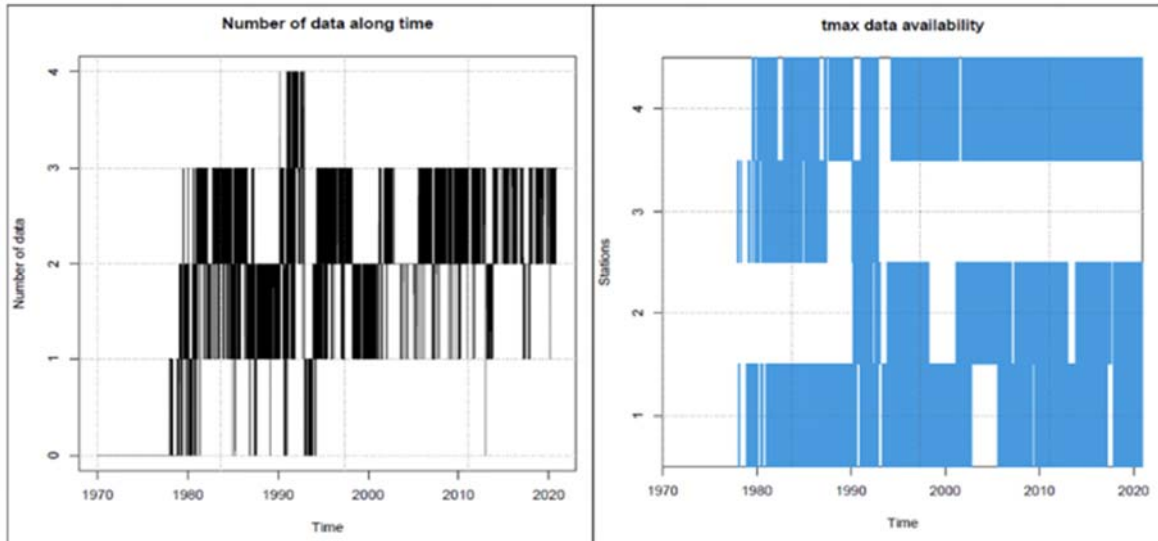 Number of data along time
4
3
2
1
0
Number of data
1970 1980 1990 2000 2010 2020
Time
tmax data availability
4
3
2
1
Stations
1970 1980 1990 2000 2010 2020
Time